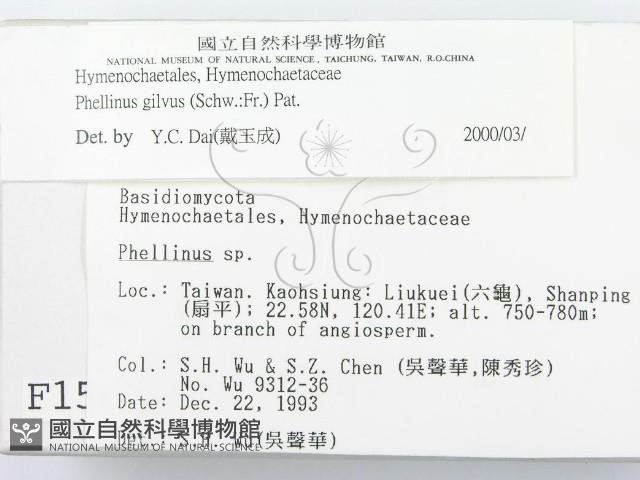 國立自然科學博物館
NATIONAL MUSEUM OF NATURAL SCIENCE, TAICHUNG, TAIWAN, R.O.CHINA
Hymenochaetales, Hymenochaetaceae
Phellinus gilvus (Schw.:Fr.) Pat.
Det. by Y.C. Dai(戴玉成) 2000/03/
Basidiomycota
Hymenochaetales, Hymenochaetaceae
Phellinus sp.
Loc.: Taiwan. Kaohsiung: Liukuei(六龜), Shanping
(扇平); 22.58N, 120.41E; alt. 750-780m;
on branch of angiosperm.
Col.: S.H. Wu & S.Z. Chen (吳聲華,陳秀珍)
No. Wu 9312-36
Date: Dec. 22, 1993
F15
國立自然科學博物館
Det.: S.H. Wu(吳聲華)
NATIONAL MUSEUM OF NATURAL SCIENCE